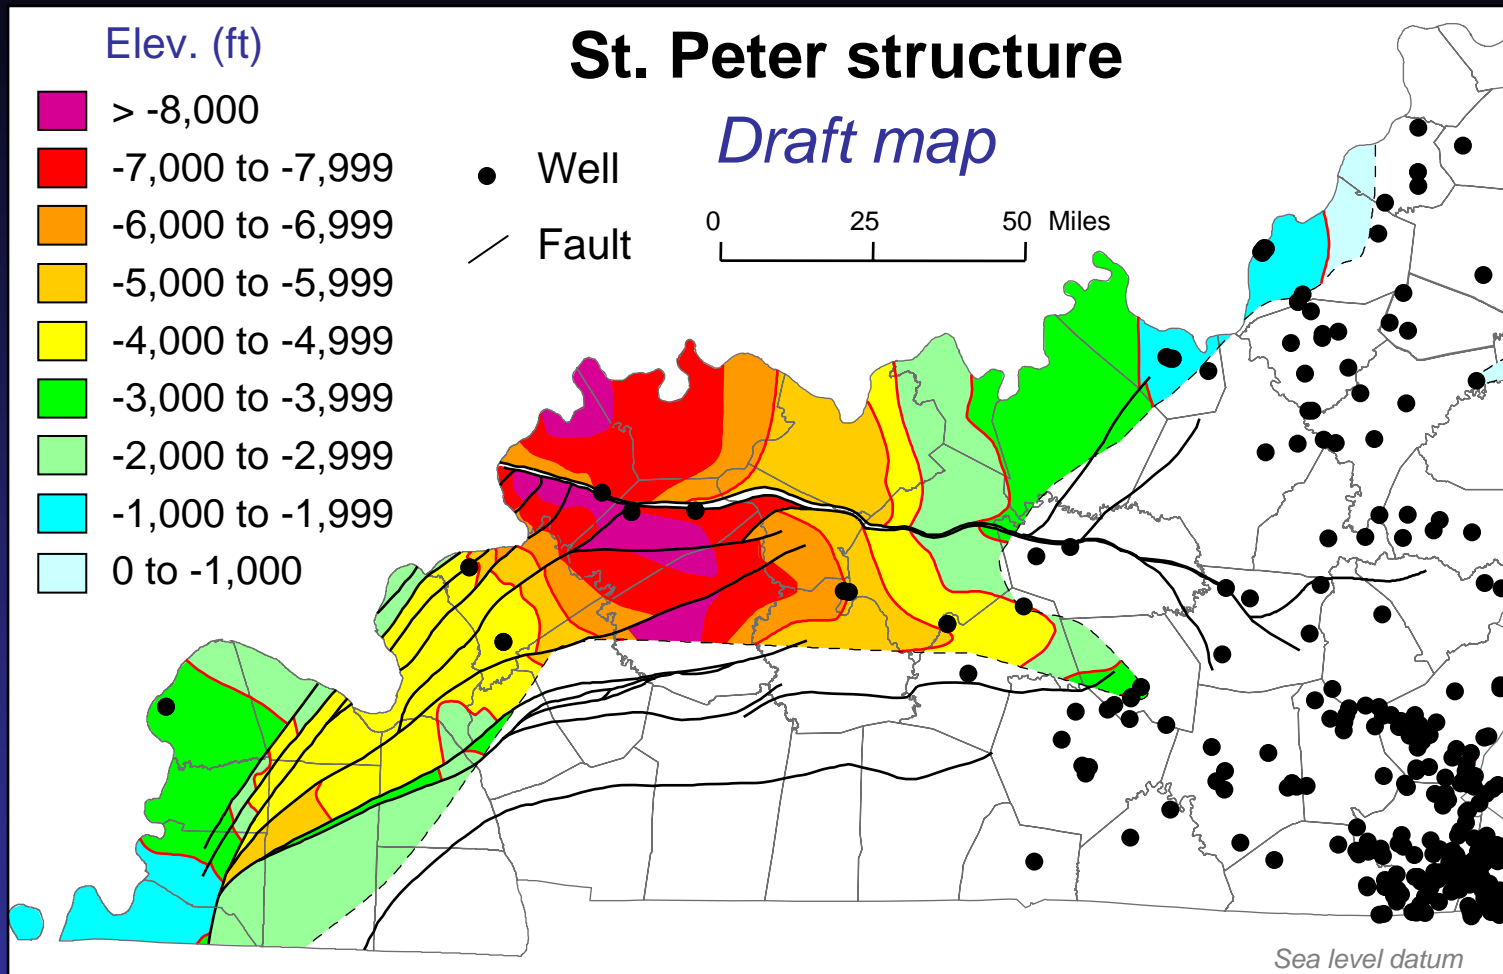 Elev. (ft)
> -8,000
-7,000 to -7,999
-6,000 to -6,999
-5,000 to -5,999
-4,000 to -4,999
-3,000 to -3,999
-2,000 to -2,999
-1,000 to -1,999
0 to -1,000
St. Peter structure
Draft map
Well
Fault
0 25 50 Miles
Sea level datum